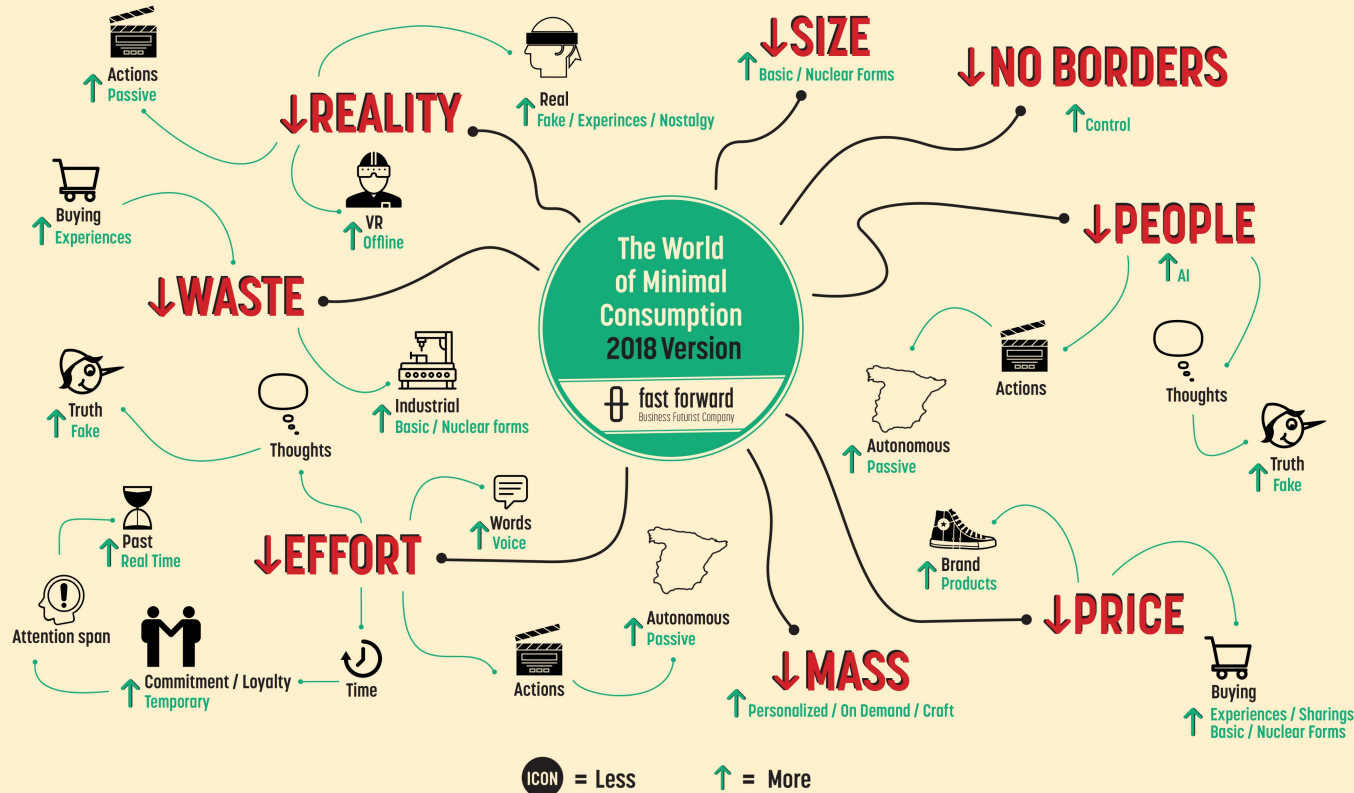 Actions
Passive
↓REALITY
Real
Fake / Experinces / Nostalgy
VR
Offline
Buying
Experiences
↓WASTE
Industrial
Basic / Nuclear forms
↓SIZE
Basic / Nuclear Forms
↓NO BORDERS
Control
↓PEOPLE
AI
Actions
Autonomous
Passive
Thoughts
Truth
Fake
The World
of Minimal
Consumption
2018 Version
fast forward
Business Futurist Company
Truth
Fake
Thoughts
↓EFFORT
Words
Voice
Past
Real Time
Attention span
Commitment / Loyalty
Temporary
Time
Actions
Autonomous
Passive
↓MASS
Personalized / On Demand / Craft
Brand
Products
↓PRICE
Buying
Experiences / Sharings
Basic / Nuclear Forms
ICON = Less
↑ = More